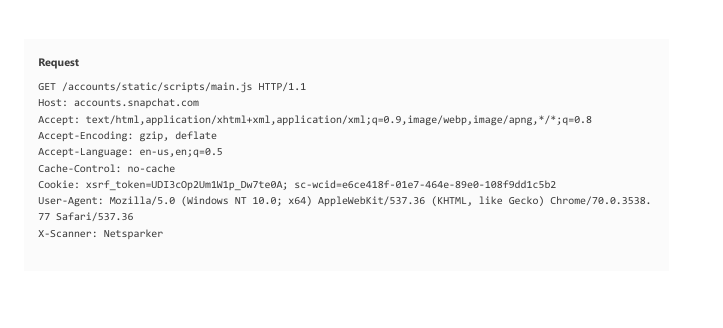 Request
GET /accounts/static/scripts/main.js HTTP/1.1
Host: accounts.snapchat.com
Accept: text/html,application/xhtml+xml,application/xml;q=0.9,image/webp,image/apng,*/*;q=0.8
Accept-Encoding: gzip, deflate
Accept-Language: en-us,en;q=0.5
Cache-Control: no-cache
Cookie: xsrf_token=UDI3cOp2Um1W1p_Dw7te0A; sc-wcid=e6ce418f-01e7-464e-89e0-108f9dd1c5b2
User-Agent: Mozilla/5.0 (Windows NT 10.0; x64) AppleWebKit/537.36 (KHTML, like Gecko) Chrome/70.0.3538.
77 Safari/537.36
X-Scanner: Netsparker